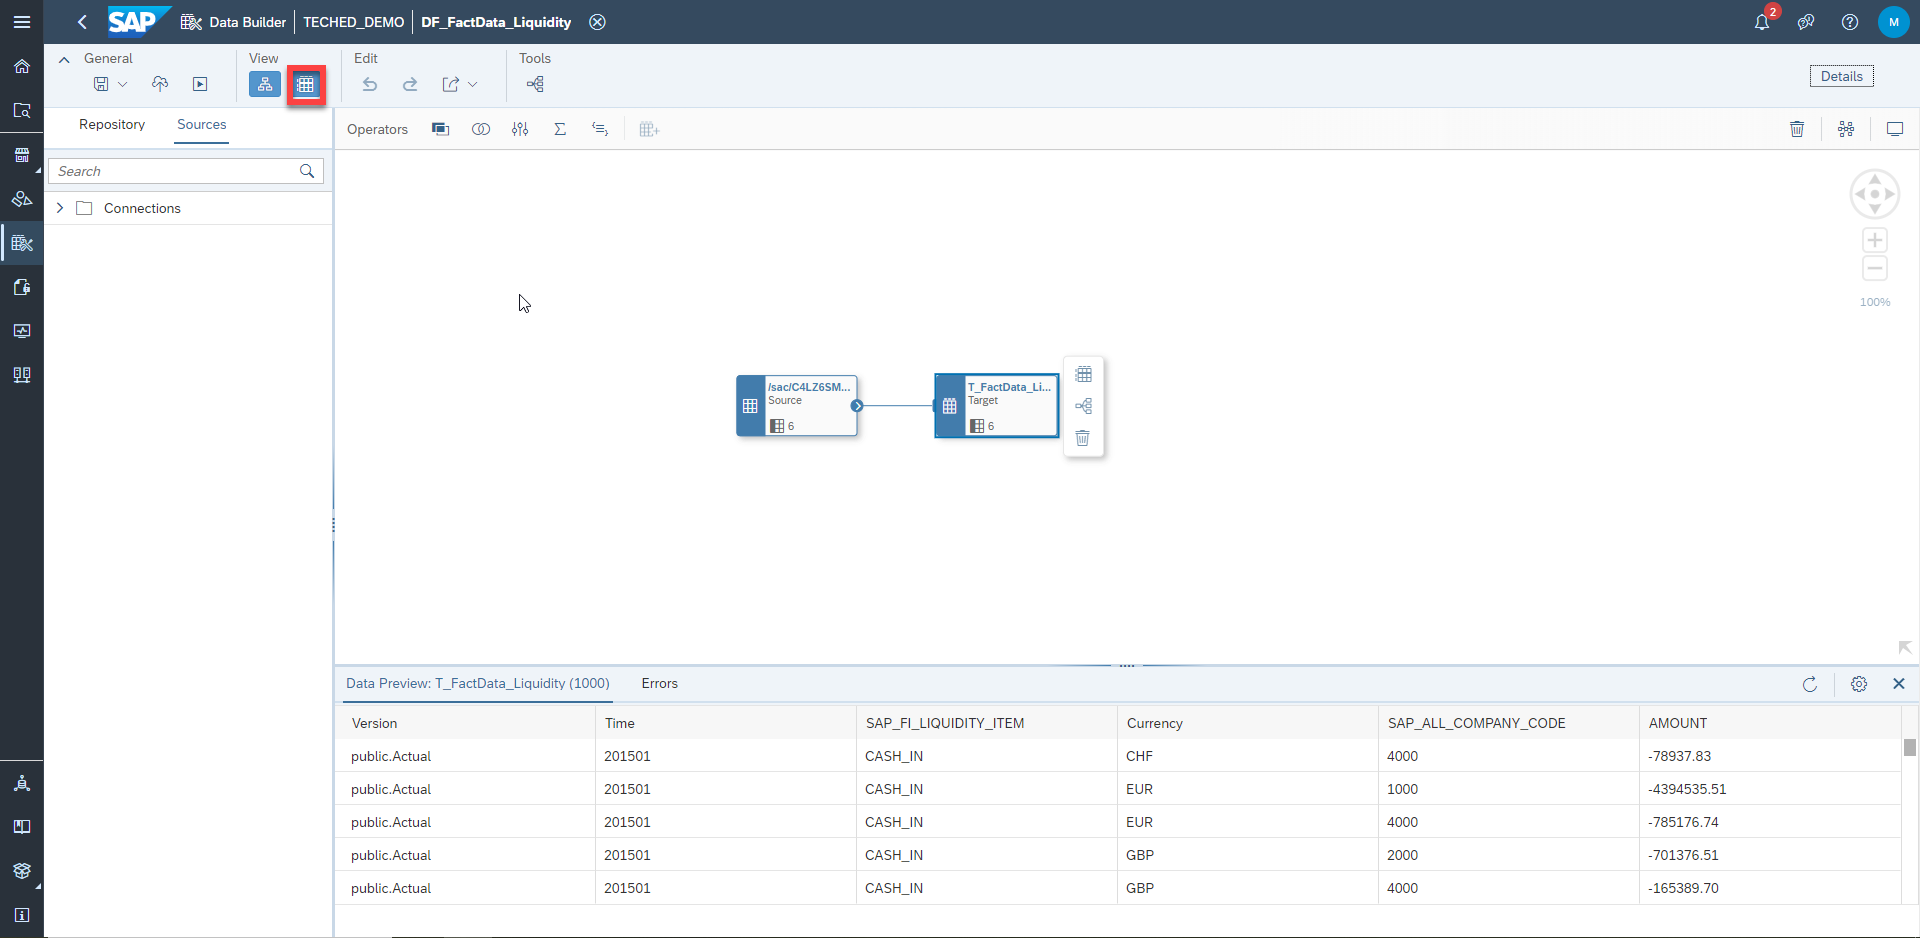 SAP Data Builder TECHED_DEMO DF_FactData_Liquidity
2
M
General View Edit Tools
Details
Repository Sources
Operators
Search
Connections
100%
/sac/C4LZ6SM...
Source
6
T_FactData_Li...
Target
6
Data Preview: T_FactData_Liquidity (1000) Errors
Version Time SAP_FI_LIQUIDITY_ITEM Currency SAP_ALL_COMPANY_CODE AMOUNT
public.Actual 201501 CASH_IN CHF 4000 -78937.83
public.Actual 201501 CASH_IN EUR 1000 -4394535.51
public.Actual 201501 CASH_IN EUR 4000 -785176.74
public.Actual 201501 CASH_IN GBP 2000 -701376.51
public.Actual 201501 CASH_IN GBP 4000 -165389.70